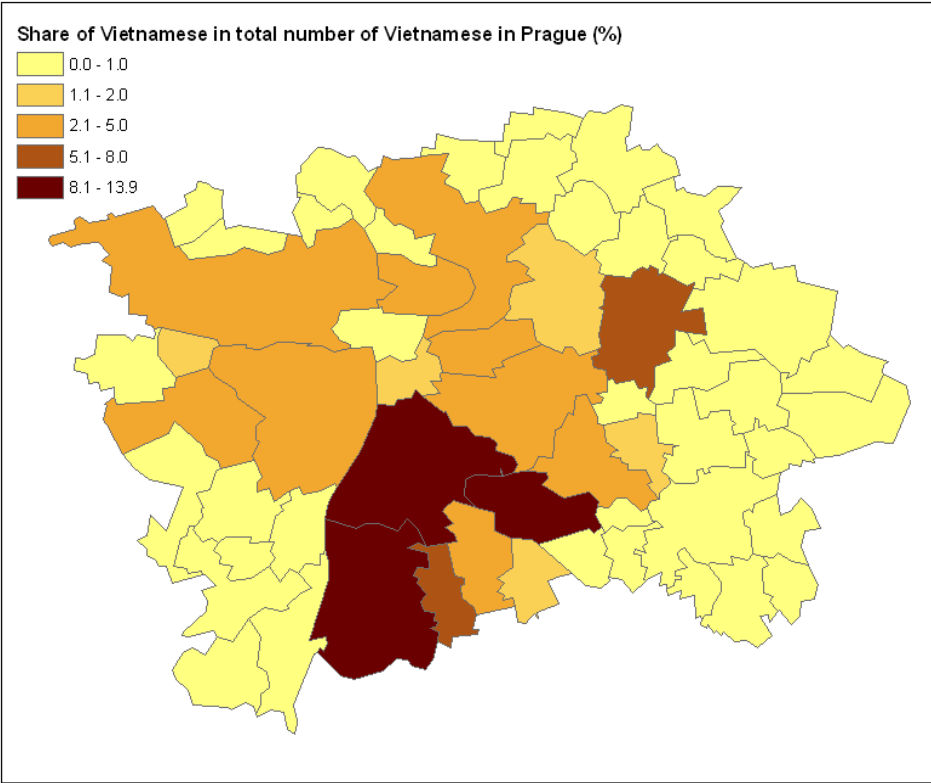 Share of Vietnamese in total number of Vietnamese in Prague (%)
0.0 - 1.0
1.1 - 2.0
2.1 - 5.0
5.1 - 8.0
8.1 - 13.9